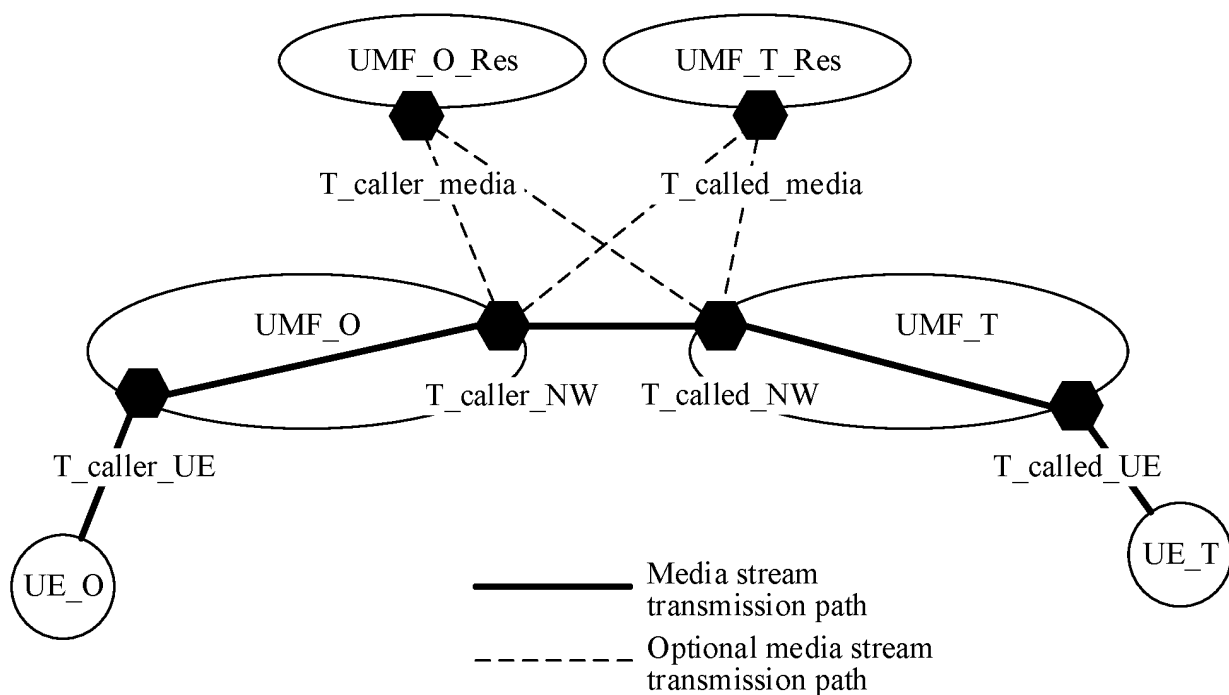 UMF_O_Res
UMF_T_Res
T_caller_media
T_called_media
UMF_O
UMF_T
T_caller_NW
T_called_NW
T_caller_UE
T_called_UE
UE_O
UE_T
Media stream
transmission path
Optional media stream
transmission path